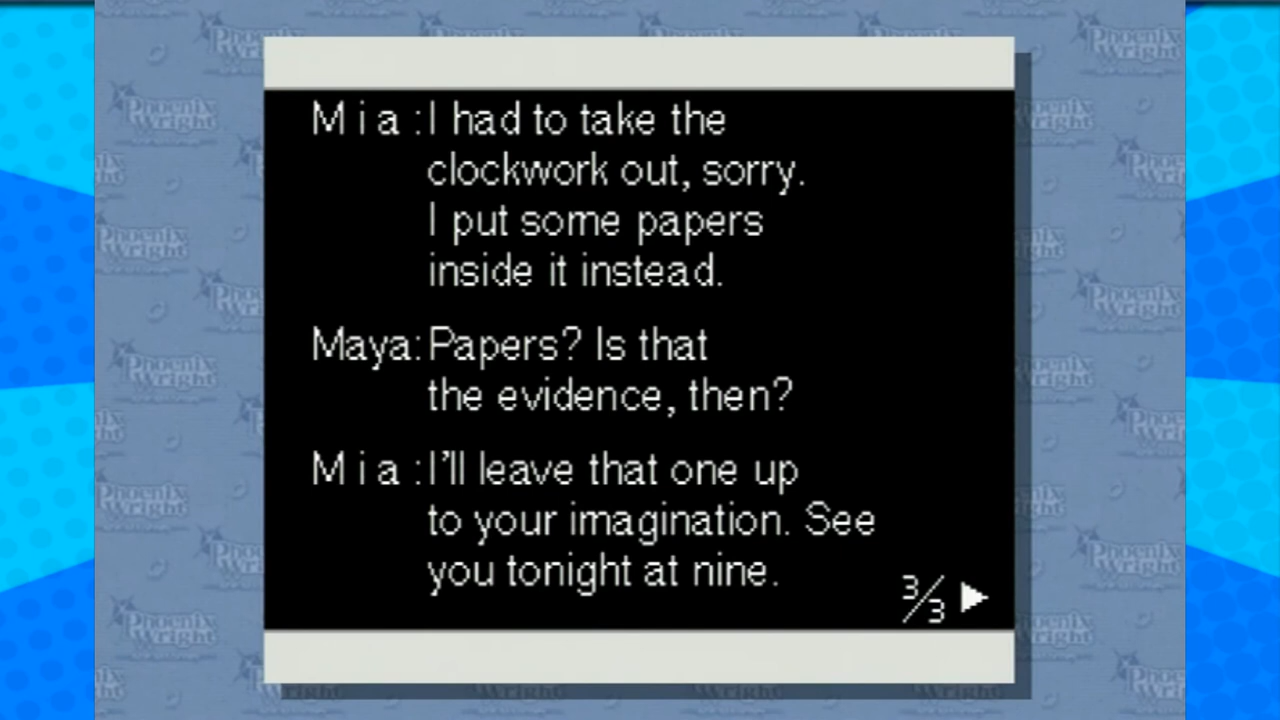 Mia:I had to take the
clockwork out, sorry.
I put some papers
inside it instead.
Maya:Papers? Is that
the evidence, then?
Mia:I'll leave that one up
to your imagination. See
you tonight at nine.
3/3